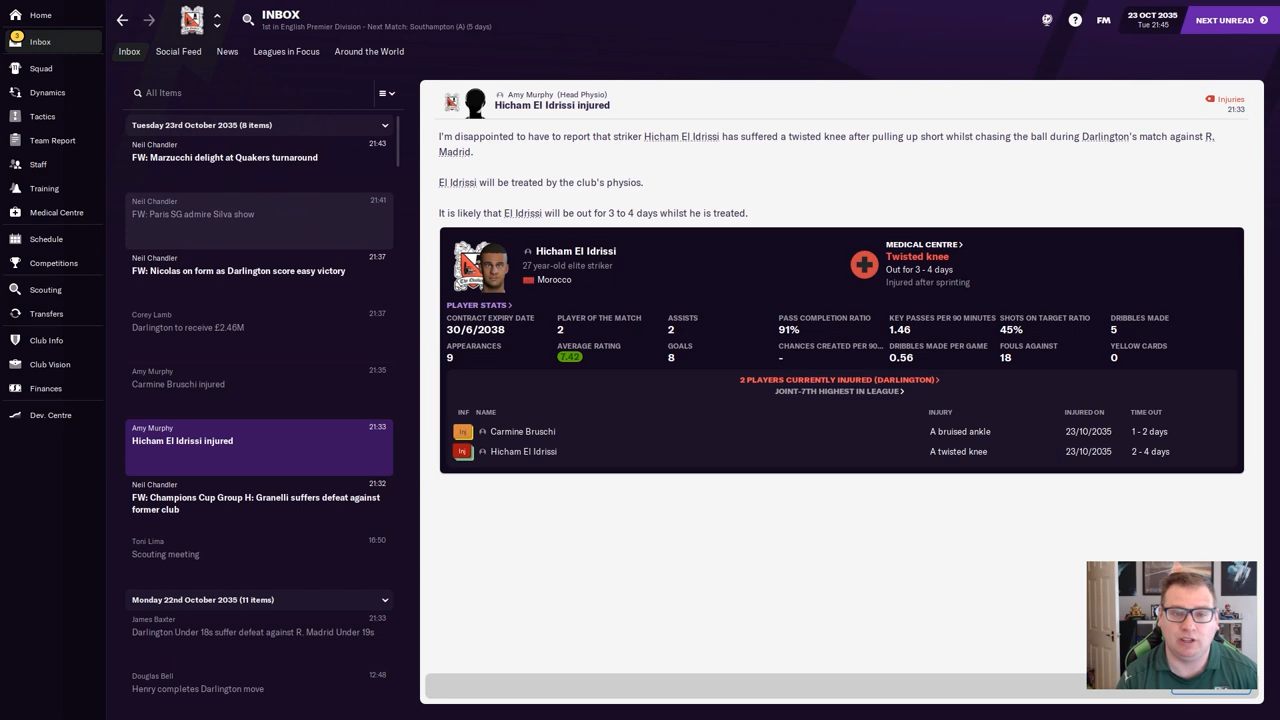 INBOX
1st in English Premier Division - Next Match: Southampton (A) (5 days)
FM
23 OCT 2035
Tue 21:45
NEXT UNREAD
Home
3
Inbox
Squad
Dynamics
Tactics
Team Report
Staff
Training
Medical Centre
Schedule
Competitions
Scouting
Transfers
Club Info
Club Vision
Finances
Dev. Centre
Inbox
Social Feed
News
Leagues in Focus
Around the World
All Items
Tuesday 23rd October 2035 (8 items)
Neil Chandler
21:43
FW: Marzucchi delight at Quakers turnaround
Neil Chandler
21:41
FW: Paris SG admire Silva show
Neil Chandler
21:37
FW: Nicolas on form as Darlington score easy victory
Corey Lamb
21:37
Darlington to receive £2.46M
Amy Murphy
21:35
Carmine Bruschi injured
Amy Murphy
21:33
Hicham El Idrissi injured
Neil Chandler
21:32
FW: Champions Cup Group H: Granelli suffers defeat against
former club
Toni Lima
16:50
Scouting meeting
Monday 22nd October 2035 (11 items)
James Baxter
21:33
Darlington Under 18s suffer defeat against R. Madrid Under 19s
Douglas Bell
12:48
Henry completes Darlington move
Amy Murphy (Head Physio)
Hicham El Idrissi injured
Injuries
21:33
I'm disappointed to have to report that striker Hicham El Idrissi has suffered a twisted knee after pulling up short whilst chasing the ball during Darlington's match against R.
Madrid.
El Idrissi will be treated by the club's physios.
It is likely that El Idrissi will be out for 3 to 4 days whilst he is treated.
Hicham El Idrissi
27 year-old elite striker
Morocco
MEDICAL CENTRE >
Twisted knee
Out for 3 - 4 days
Injured after sprinting
PLAYER STATS >
CONTRACT EXPIRY DATE
30/6/2038
PLAYER OF THE MATCH
2
ASSISTS
2
PASS COMPLETION RATIO
91%
KEY PASSES PER 90 MINUTES
1.46
SHOTS ON TARGET RATIO
45%
DRIBBLES MADE
5
APPEARANCES
9
AVERAGE RATING
7.42
GOALS
8
CHANCES CREATED PER 90...
-
DRIBBLES MADE PER GAME
0.56
FOULS AGAINST
18
YELLOW CARDS
0
2 PLAYERS CURRENTLY INJURED (DARLINGTON) >
JOINT-7TH HIGHEST IN LEAGUE >
INF NAME INJURY INJURED ON TIME OUT
Inj Carmine Bruschi A bruised ankle 23/10/2035 1 - 2 days
Inj Hicham El Idrissi A twisted knee 23/10/2035 2 - 4 days